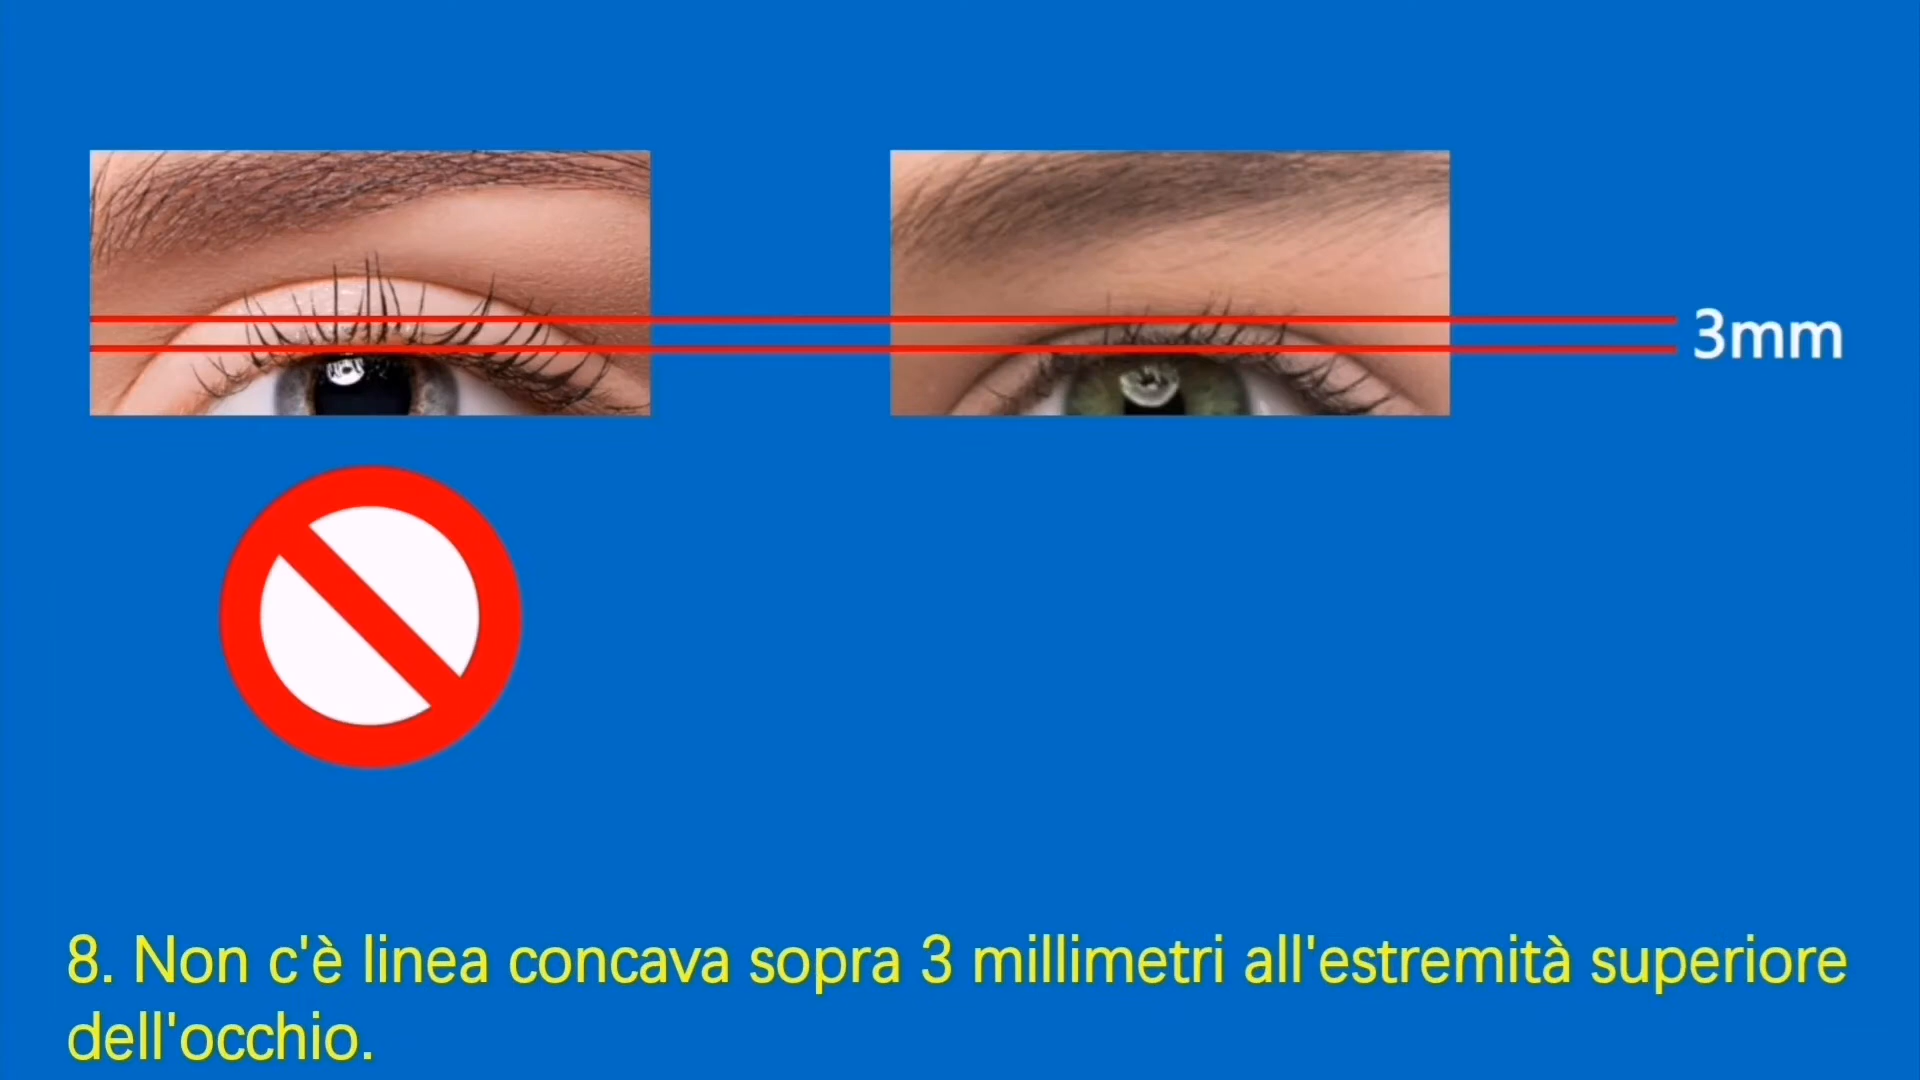 3mm
8. Non c'è linea concava sopra 3 millimetri all'estremità superiore
dell'occhio.